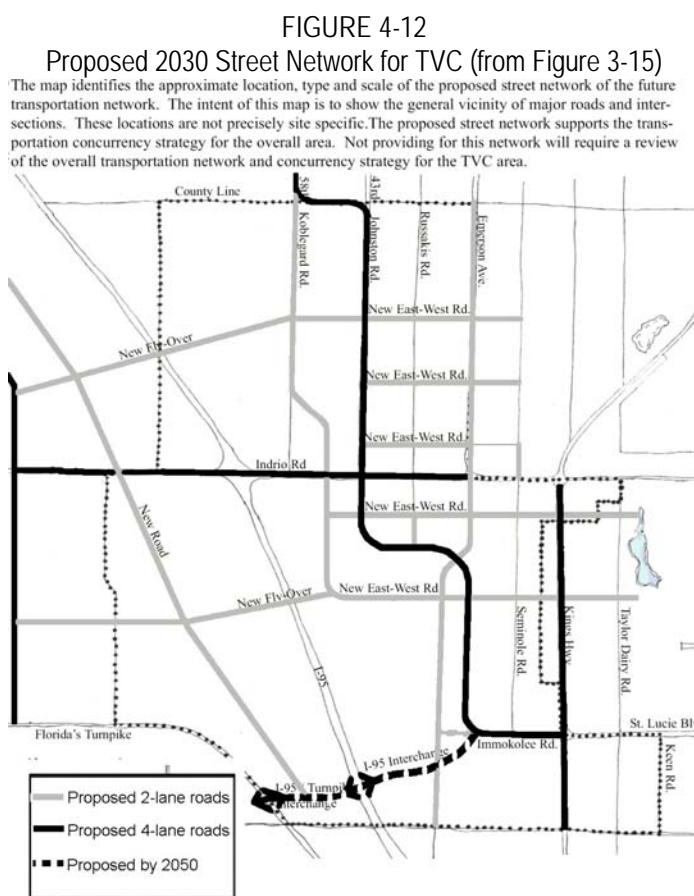 FIGURE 4-12
Proposed 2030 Street Network for TVC (from Figure 3-15)
The map identifies the approximate location, type and scale of the proposed street network of the future
transportation network. The intent of this map is to show the general vicinity of major roads and inter-
sections. These locations are not precisely site specific.The proposed street network supports the trans-
portation concurrency strategy for the overall area. Not providing for this network will require a review
of the overall transportation network and concurrency strategy for the TVC area.
County Line
58th
Koblegard Rd.
43rd
Johnston Rd.
Russakis Rd.
Emerson Ave.
New East-West Rd.
New Fly-Over
New East-West Rd.
New East-West Rd.
Indrio Rd
New East-West Rd.
New Road
New East-West Rd
New Fly-Over
I-95
Seminole Rd.
Kings Hwy.
Taylor Dairy Rd.
Florida's Turnpike
St. Lucie Bl
Immokolee Rd.
I-95 Interchange
Keen Rd.
I-95 Turnpi
Interchange
Proposed 2-lane roads
Proposed 4-lane roads
Proposed by 2050